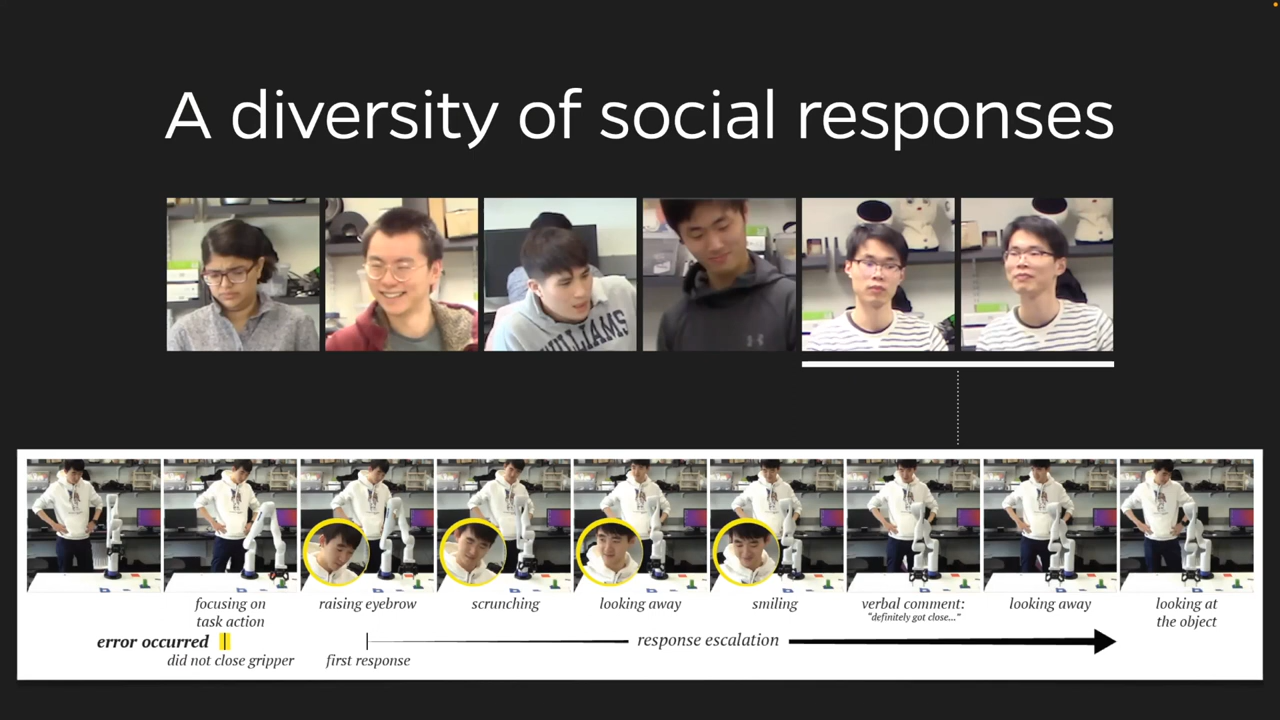 A diversity of social responses
WILLIAMS
focusing on
task action
raising eyebrow
scrunching
looking away
smiling
verbal comment:
"definitely got close..."
looking away
looking at
the object
error occurred
did not close gripper
first response
response escalation